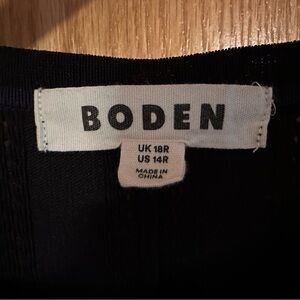 BODEN
UK 18R
US 14R
MADE IN
CHINA